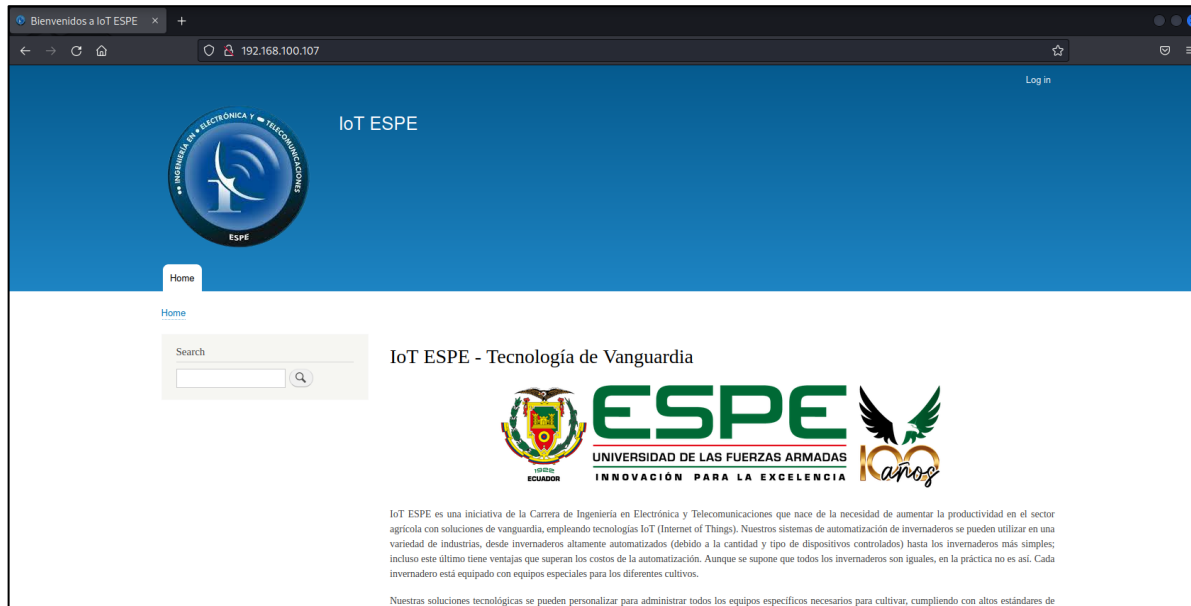 Bienvenidos a IoT ESPE
192.168.100.107
Log in
INGENIERÍA EN ELECTRÓNICA Y TELECOMUNICACIONES
ESPE
IoT ESPE
Home
Home
Search
IoT ESPE - Tecnología de Vanguardia
1922
ECUADOR
ESPE
UNIVERSIDAD DE LAS FUERZAS ARMADAS
INNOVACIÓN PARA LA EXCELENCIA
100
años
IoT ESPE es una iniciativa de la Carrera de Ingeniería en Electrónica y Telecomunicaciones que nace de la necesidad de aumentar la productividad en el sector
agrícola con soluciones de vanguardia, empleando tecnologías IoT (Internet of Things). Nuestros sistemas de automatización de invernaderos se pueden utilizar en una
variedad de industrias, desde invernaderos altamente automatizados (debido a la cantidad y tipo de dispositivos controlados) hasta los invernaderos más simples;
incluso este último tiene ventajas que superan los costos de la automatización. Aunque se supone que todos los invernaderos son iguales, en la práctica no es así. Cada
invernadero está equipado con equipos especiales para los diferentes cultivos.
Nuestras soluciones tecnológicas se pueden personalizar para administrar todos los equipos específicos necesarios para cultivar, cumpliendo con altos estándares de